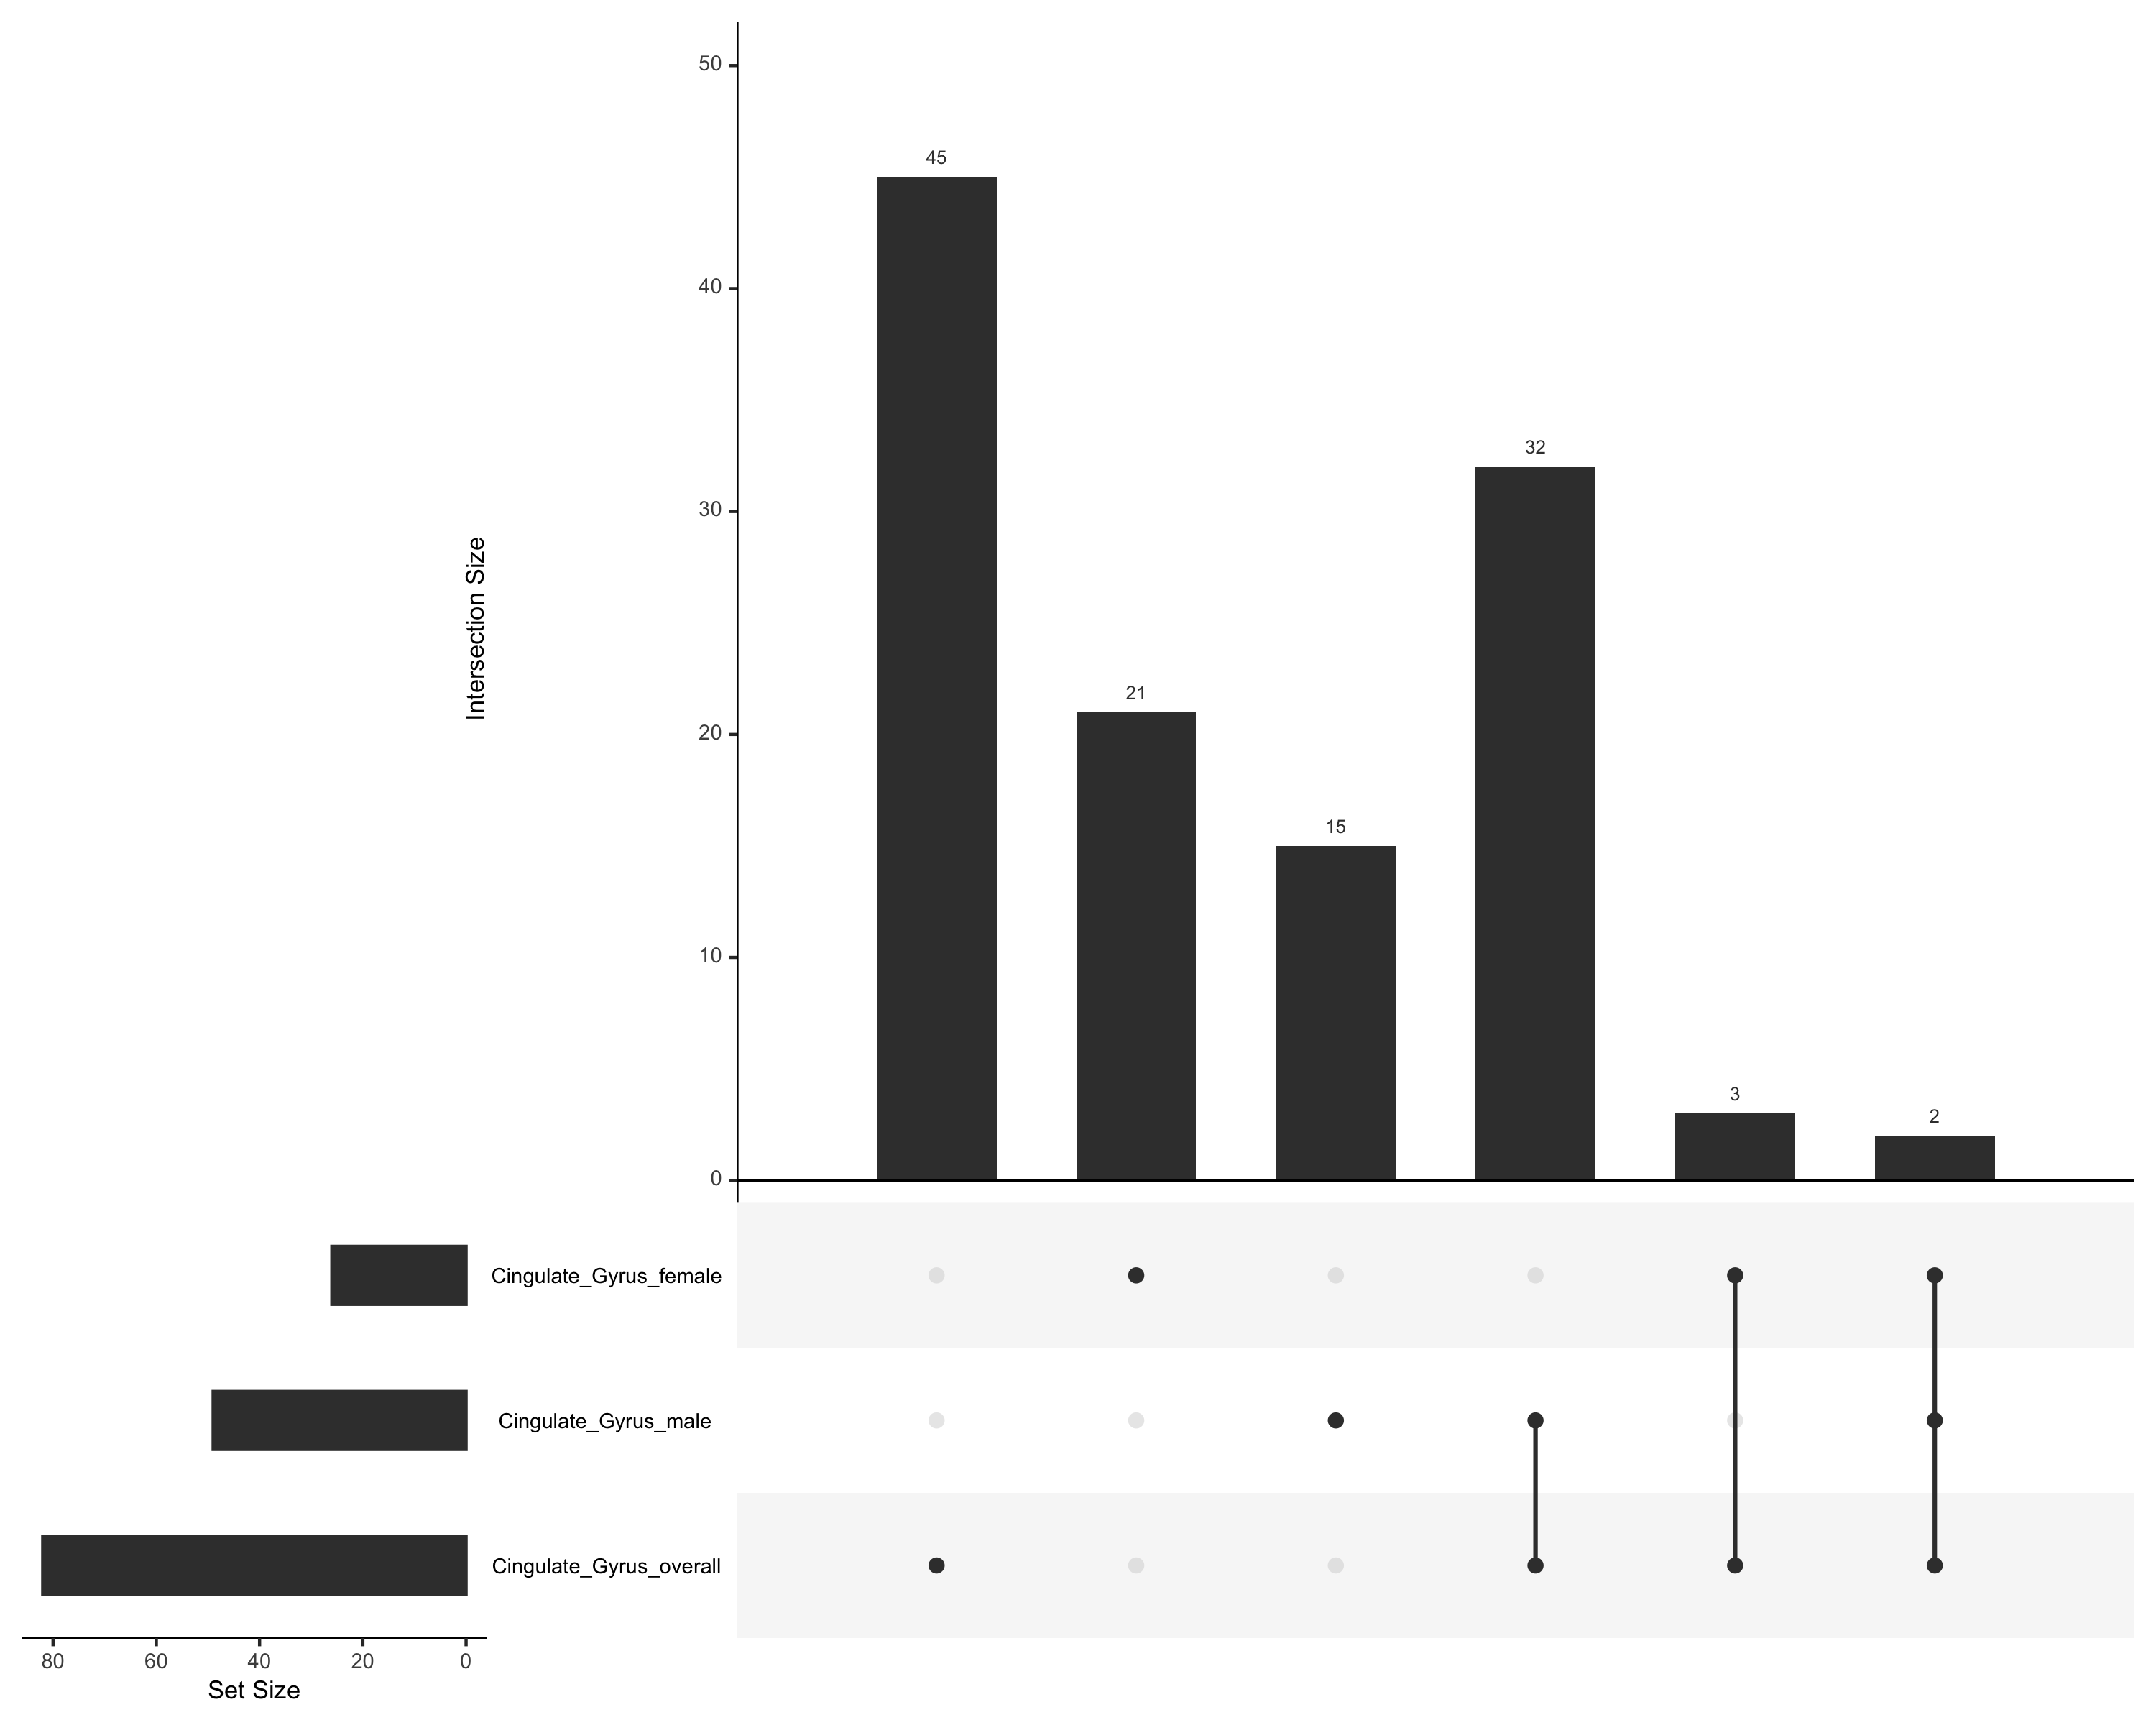 50
45
40
32
30
Intersection Size
21
20
15
10
3
2
0
Cingulate_Gyrus_female
Cingulate_Gyrus_male
Cingulate_Gyrus_overall
80 60 40 20 0
Set Size